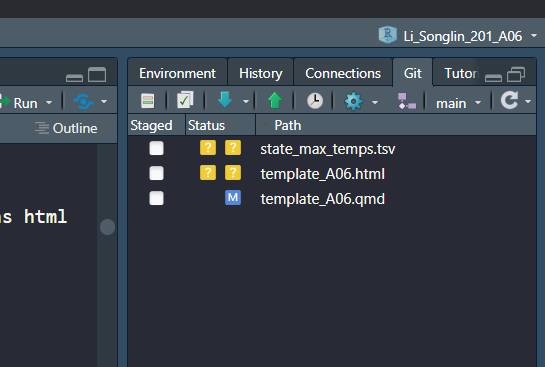 Li_Songlin_201_A06
Environment History Connections Git Tutor
Run main
Outline
Staged Status Path
? ? state_max_temps.tsv
? ? template_A06.html
M template_A06.qmd
s html